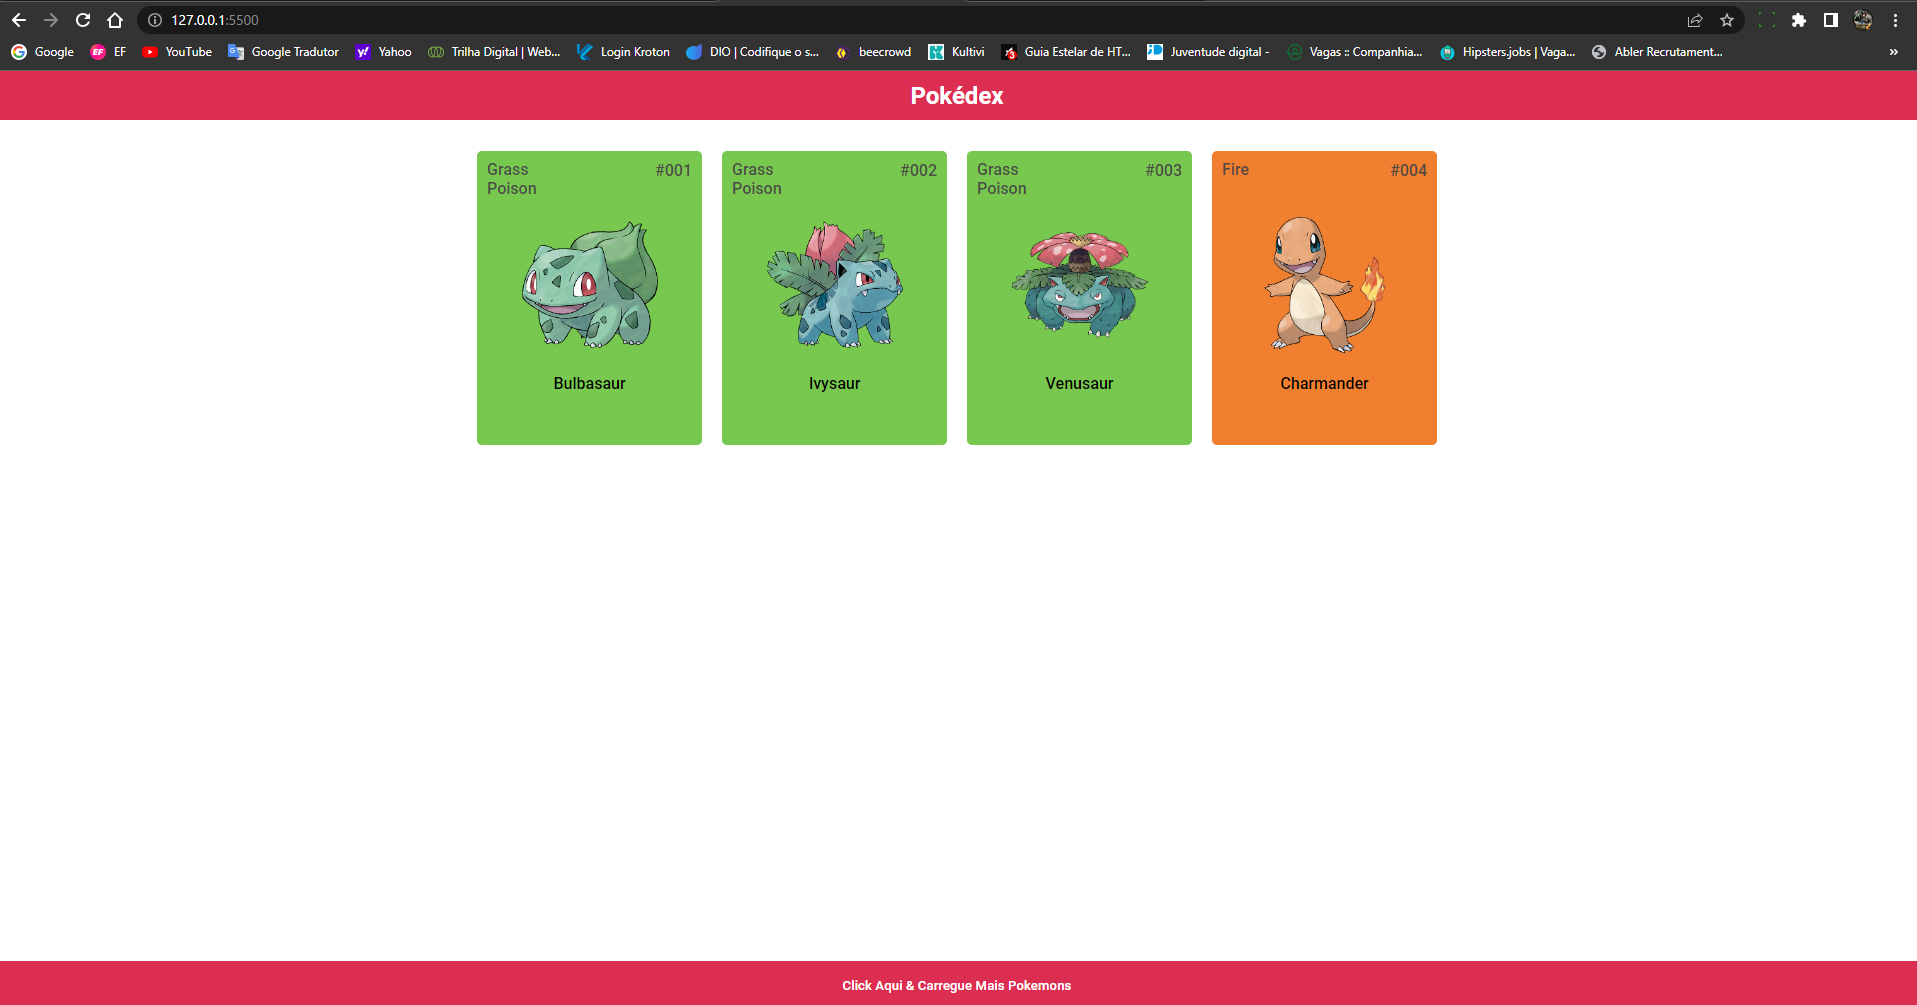 127.0.0.1:5500
Google EF EF YouTube Google Tradutor y! Yahoo Trilha Digital | Web... Login Kroton DIO | Codifique o s... beecrowd Kultivi Guia Estelar de HT... Juventude digital - Vagas :: Companhia... Hipsters.jobs | Vaga... Abler Recrutament... »
Pokédex
Grass #001
Poison
Bulbasaur
Grass #002
Poison
Ivysaur
Grass #003
Poison
Venusaur
Fire #004
Charmander
Click Aqui & Carregue Mais Pokemons